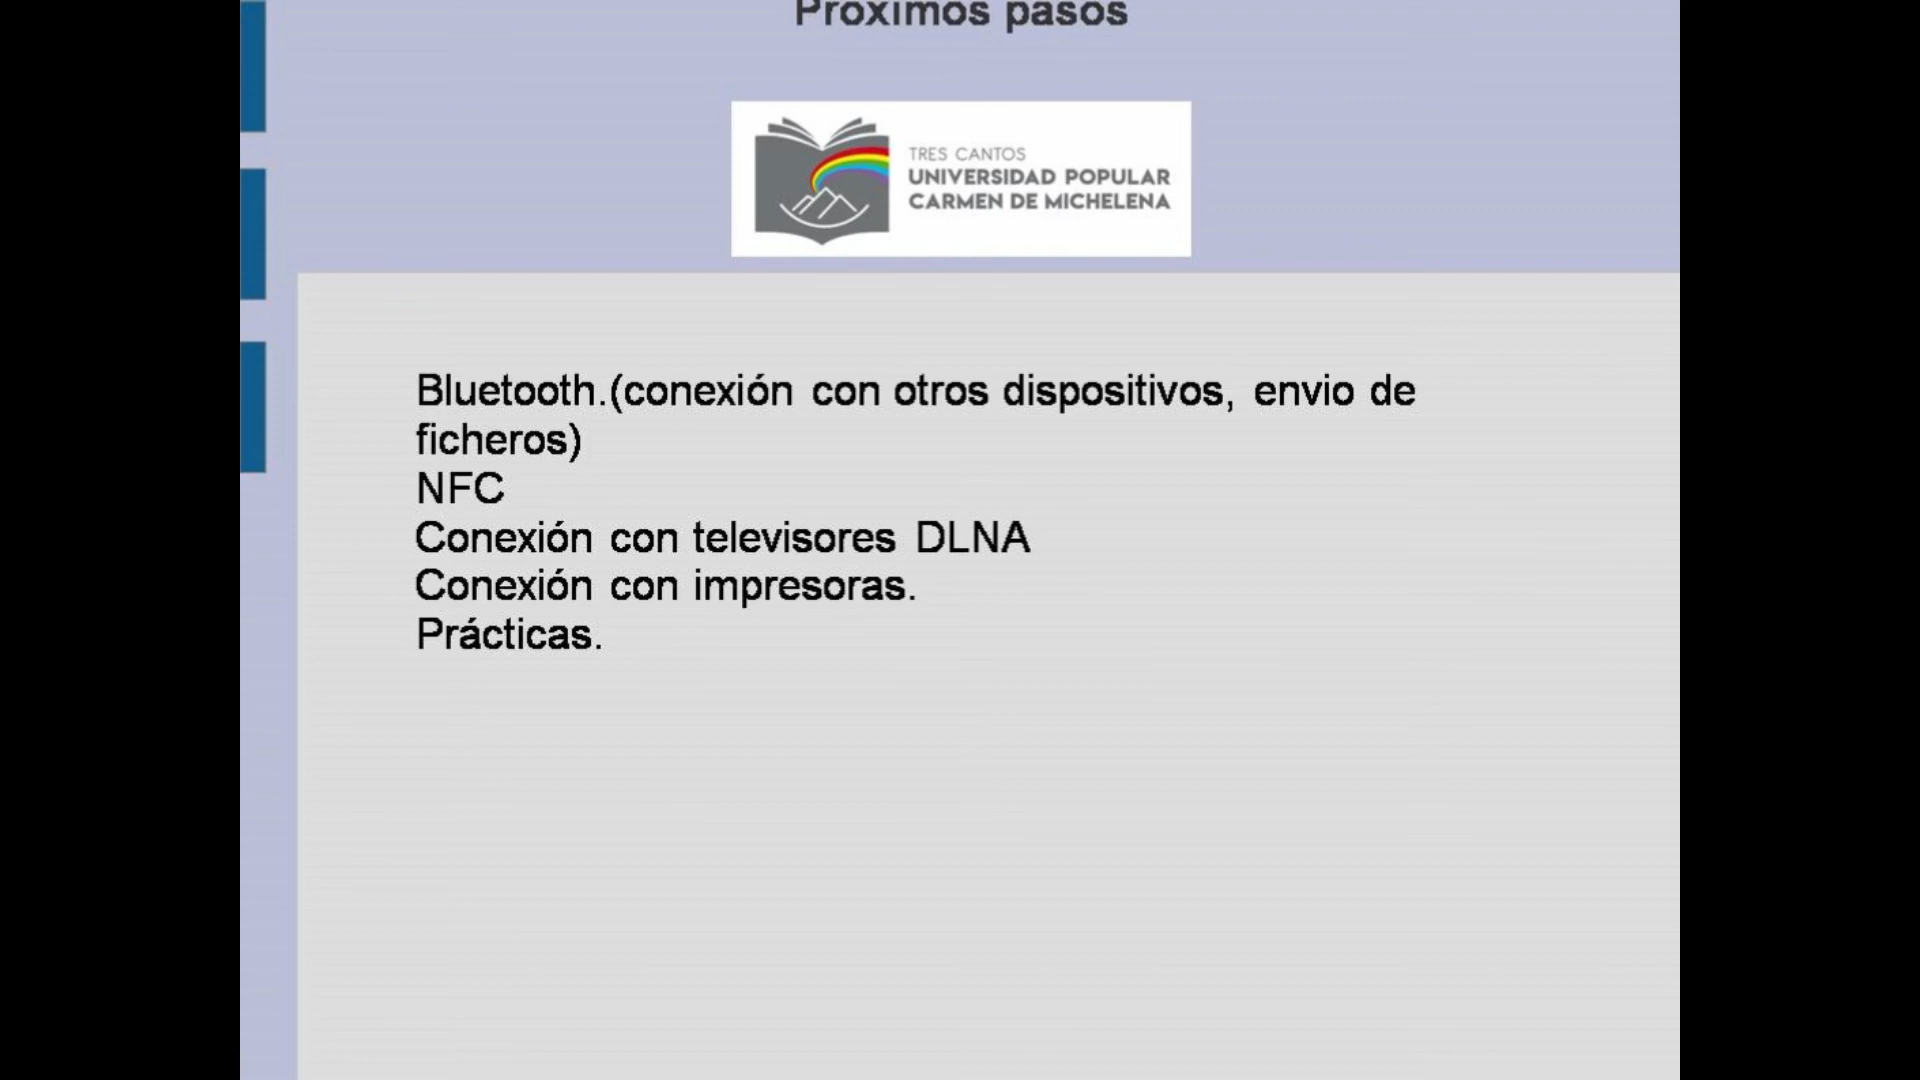 Próximos pasos
TRES CANTOS
UNIVERSIDAD POPULAR
CARMEN DE MICHELENA
Bluetooth.(conexión con otros dispositivos, envio de
ficheros)
NFC
Conexión con televisores DLNA
Conexión con impresoras.
Prácticas.